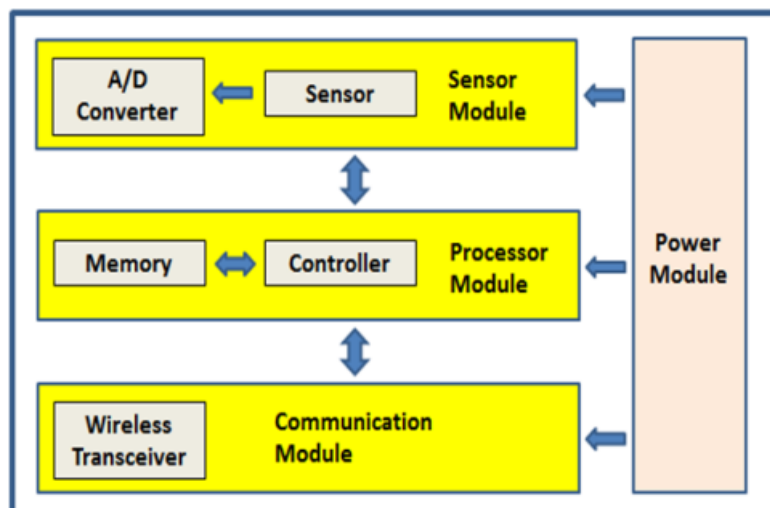 A/D
Converter
Sensor
Sensor
Module
Memory
Controller
Processor
Module
Power
Module
Wireless
Transceiver
Communication
Module